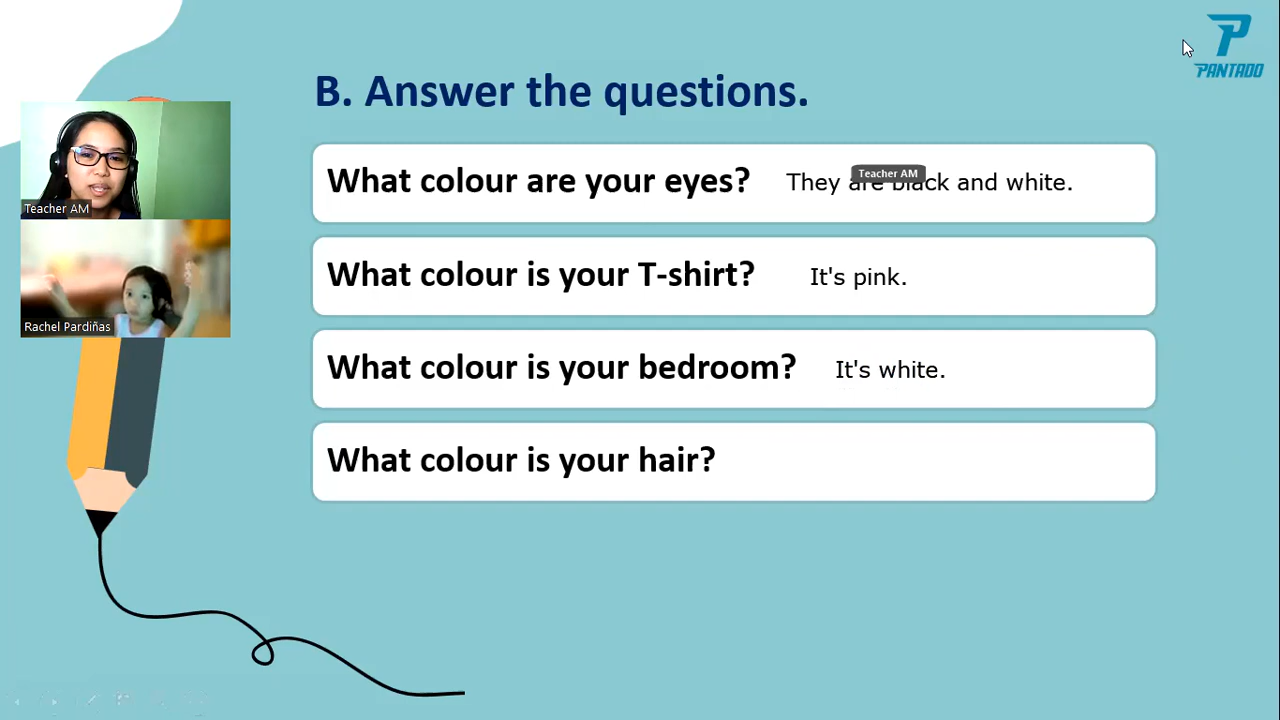 PANTADO
B. Answer the questions.
Teacher AM
What colour are your eyes? They are black and white.
Teacher AM
What colour is your T-shirt? It's pink.
Rachel Pardiñas
What colour is your bedroom? It's white.
What colour is your hair?